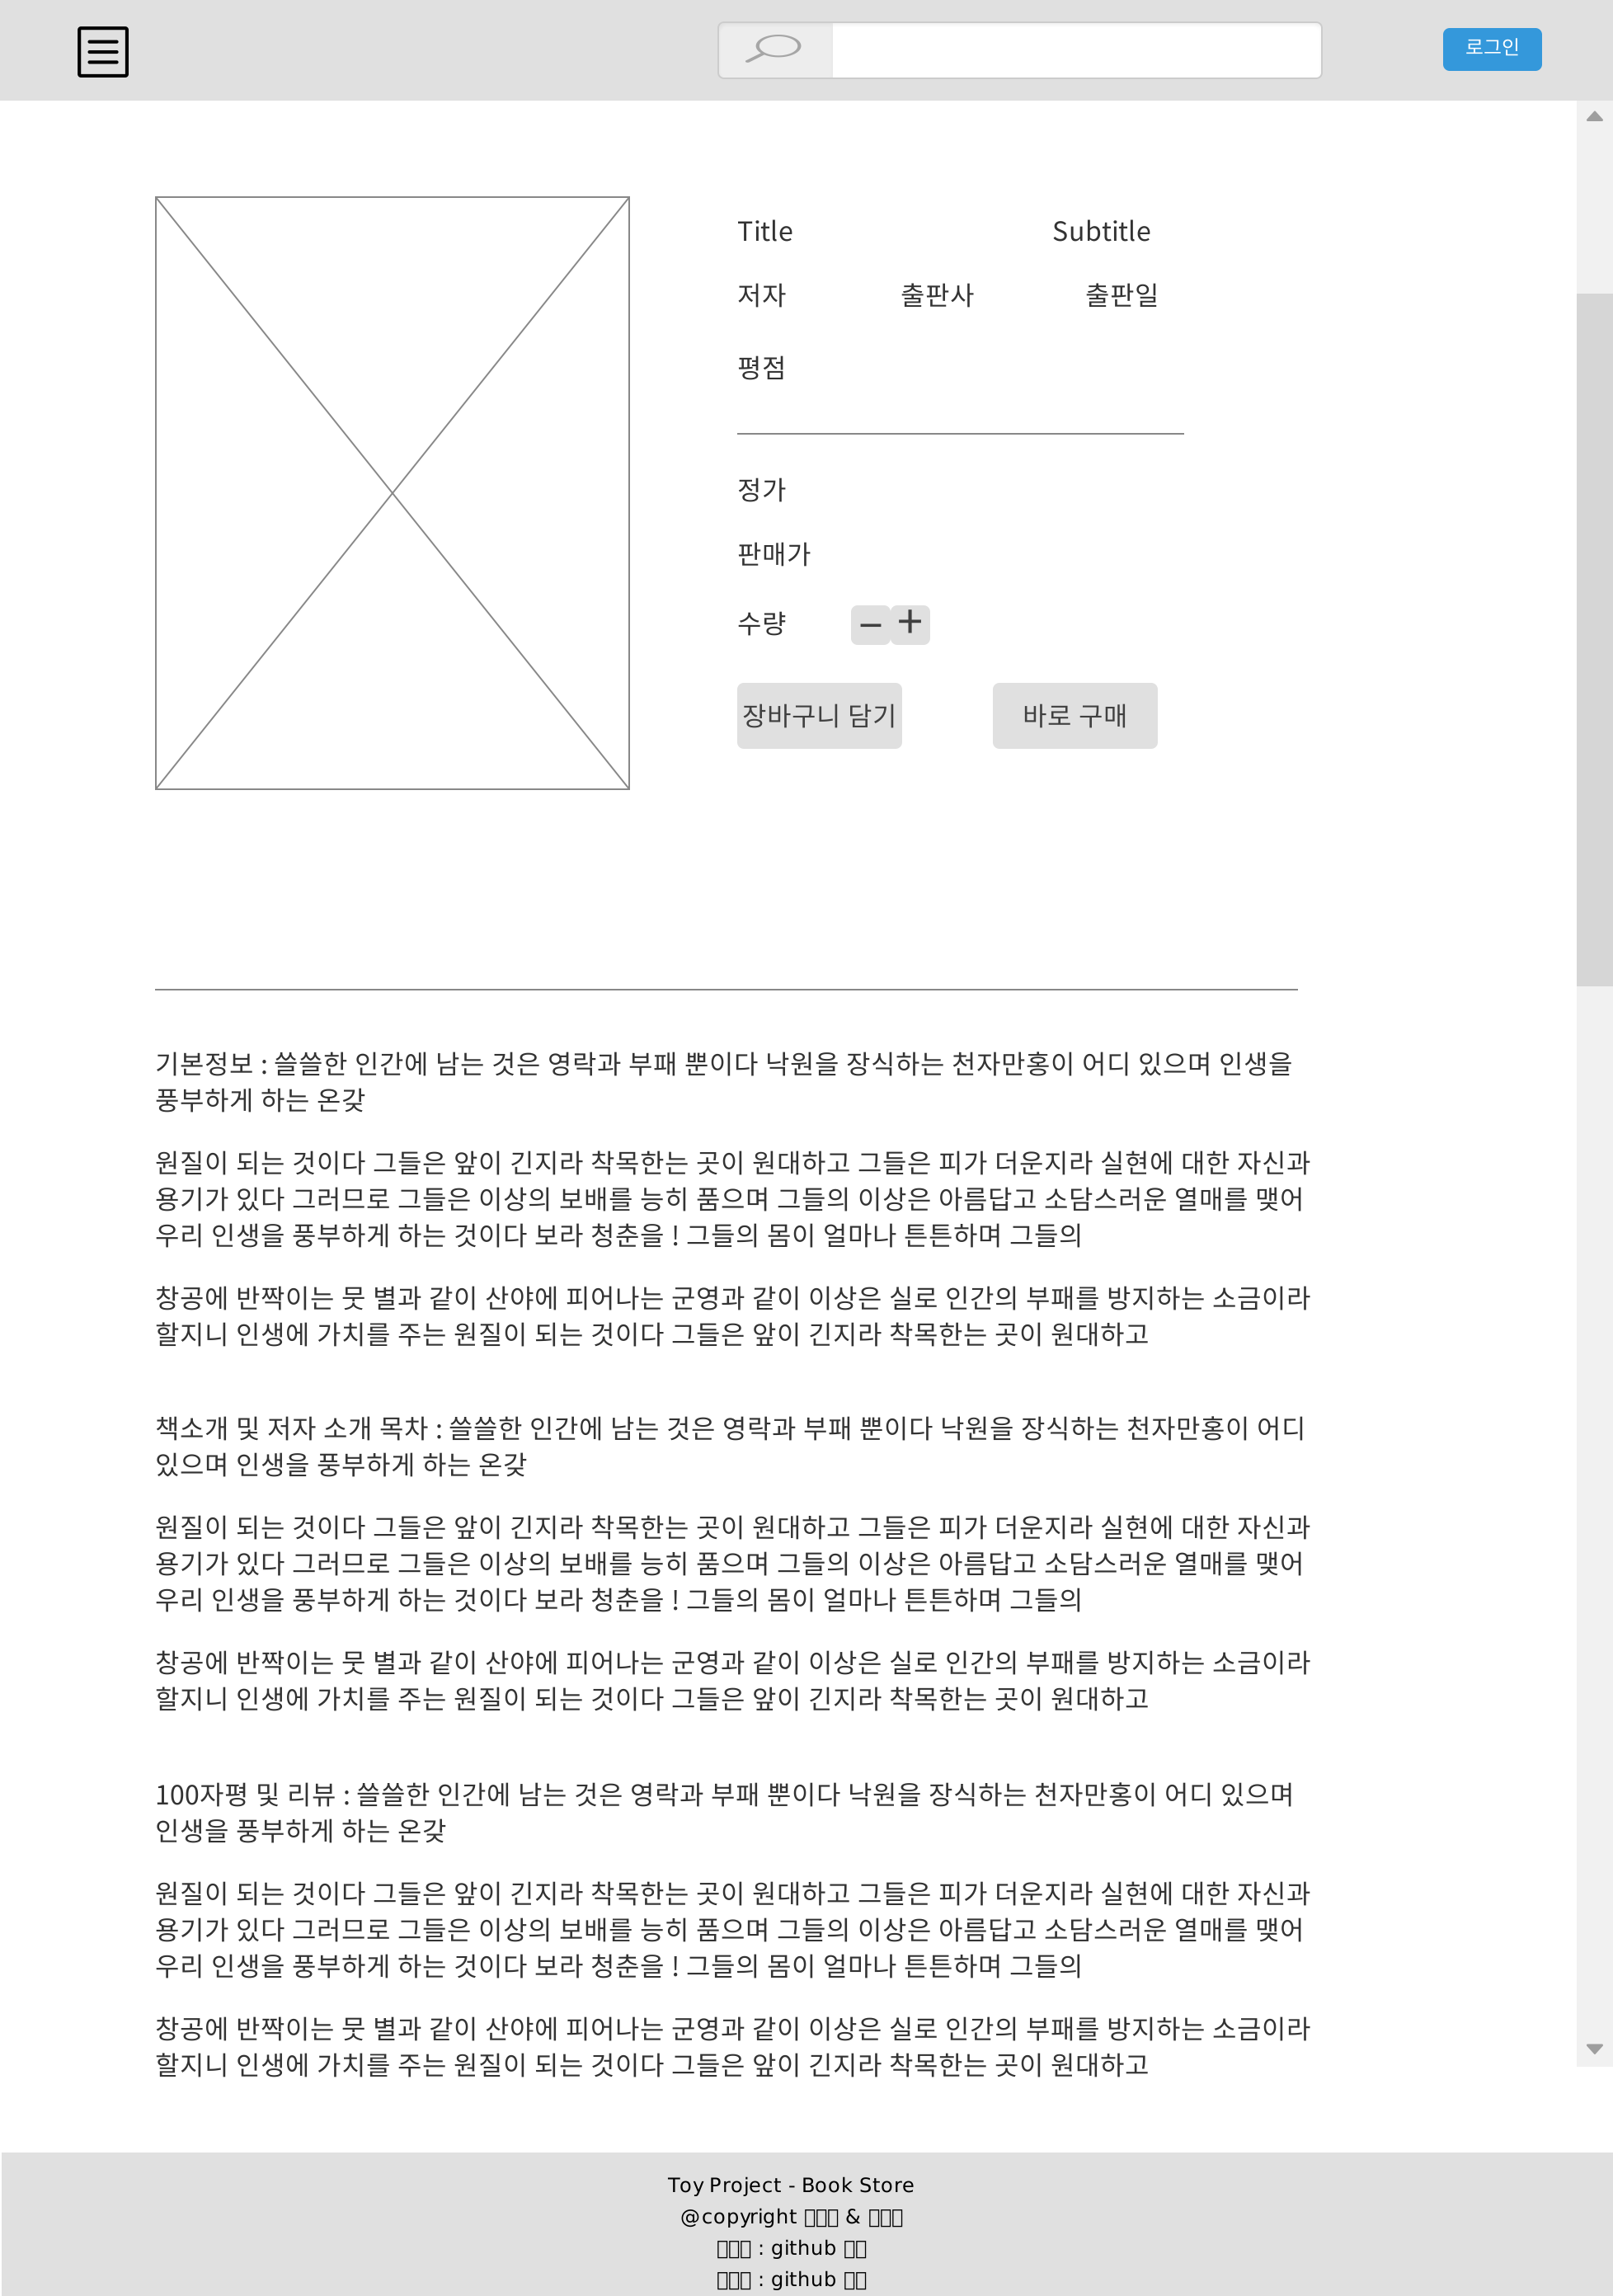 로그인
Title Subtitle
저자 출판사 출판일
평점
정가
판매가
수량 – +
장바구니 담기 바로 구매
기본정보 : 쓸쓸한 인간에 남는 것은 영락과 부패 뿐이다 낙원을 장식하는 천자만홍이 어디 있으며 인생을
풍부하게 하는 온갖
원질이 되는 것이다 그들은 앞이 긴지라 착목한는 곳이 원대하고 그들은 피가 더운지라 실현에 대한 자신과
용기가 있다 그러므로 그들은 이상의 보배를 능히 품으며 그들의 이상은 아름답고 소담스러운 열매를 맺어
우리 인생을 풍부하게 하는 것이다 보라 청춘을 ! 그들의 몸이 얼마나 튼튼하며 그들의
창공에 반짝이는 뭇 별과 같이 산야에 피어나는 군영과 같이 이상은 실로 인간의 부패를 방지하는 소금이라
할지니 인생에 가치를 주는 원질이 되는 것이다 그들은 앞이 긴지라 착목한는 곳이 원대하고
책소개 및 저자 소개 목차 : 쓸쓸한 인간에 남는 것은 영락과 부패 뿐이다 낙원을 장식하는 천자만홍이 어디
있으며 인생을 풍부하게 하는 온갖
원질이 되는 것이다 그들은 앞이 긴지라 착목한는 곳이 원대하고 그들은 피가 더운지라 실현에 대한 자신과
용기가 있다 그러므로 그들은 이상의 보배를 능히 품으며 그들의 이상은 아름답고 소담스러운 열매를 맺어
우리 인생을 풍부하게 하는 것이다 보라 청춘을 ! 그들의 몸이 얼마나 튼튼하며 그들의
창공에 반짝이는 뭇 별과 같이 산야에 피어나는 군영과 같이 이상은 실로 인간의 부패를 방지하는 소금이라
할지니 인생에 가치를 주는 원질이 되는 것이다 그들은 앞이 긴지라 착목한는 곳이 원대하고
100자평 및 리뷰 : 쓸쓸한 인간에 남는 것은 영락과 부패 뿐이다 낙원을 장식하는 천자만홍이 어디 있으며
인생을 풍부하게 하는 온갖
원질이 되는 것이다 그들은 앞이 긴지라 착목한는 곳이 원대하고 그들은 피가 더운지라 실현에 대한 자신과
용기가 있다 그러므로 그들은 이상의 보배를 능히 품으며 그들의 이상은 아름답고 소담스러운 열매를 맺어
우리 인생을 풍부하게 하는 것이다 보라 청춘을 ! 그들의 몸이 얼마나 튼튼하며 그들의
창공에 반짝이는 뭇 별과 같이 산야에 피어나는 군영과 같이 이상은 실로 인간의 부패를 방지하는 소금이라
할지니 인생에 가치를 주는 원질이 되는 것이다 그들은 앞이 긴지라 착목한는 곳이 원대하고
Toy Project - Book Store
@copyright &
: github
: github